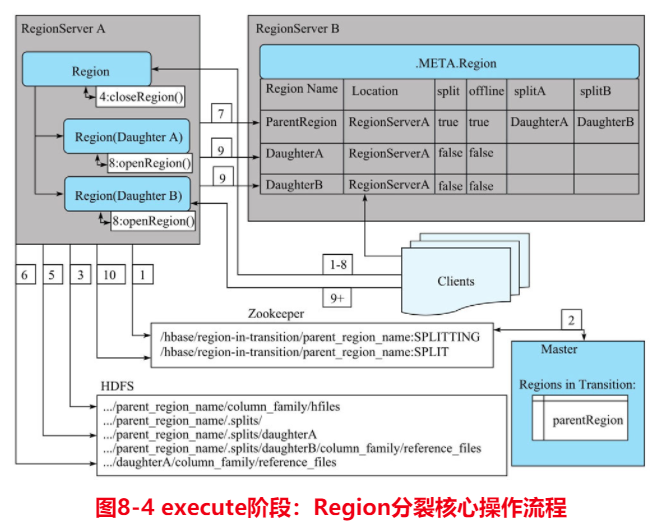 RegionServer A
Region
4:closeRegion()
Region(Daughter A)
8:openRegion()
Region(Daughter B)
8:openRegion()
7
9
9
RegionServer B
.META.Region
Region Name Location split offline splitA splitB
ParentRegion RegionServerA true true DaughterA DaughterB
DaughterA RegionServerA false false
DaughterB RegionServerA false false
6 5 3 10 1
1-8
9+
Clients
Zookeeper
/hbase/region-in-transition/parent_region_name:SPLITTING
/hbase/region-in-transition/parent_region_name:SPLIT
2
Master
Regions in Transition:
parentRegion
HDFS
.../parent_region_name/column_family/hfiles
.../parent_region_name/.splits/
.../parent_region_name/.splits/daughterA
.../parent_region_name/.splits/daughterB/column_family/reference_files
.../daughterA/column_family/reference_files
图8-4 execute阶段：Region分裂核心操作流程